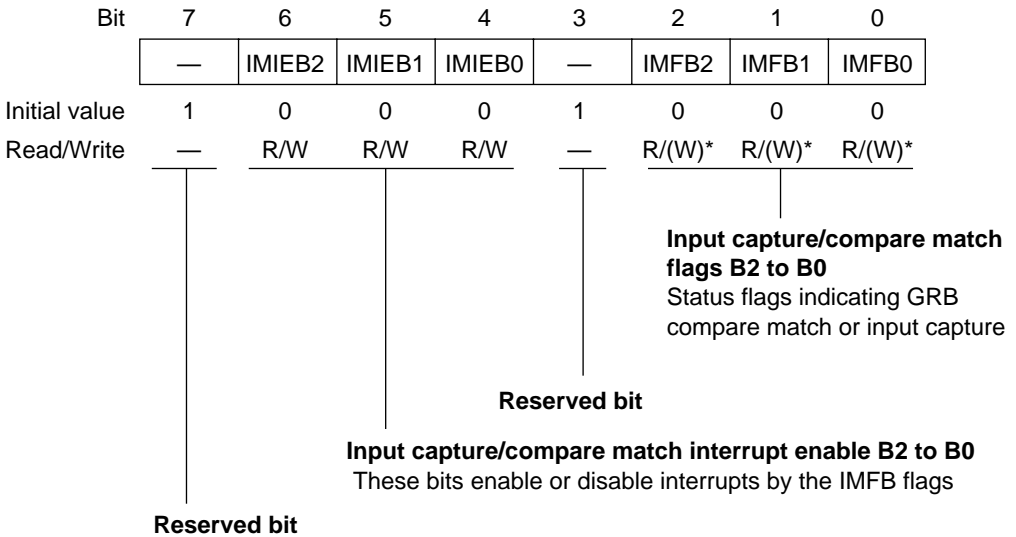 Bit 7 6 5 4 3 2 1 0
— IMIEB2 IMIEB1 IMIEB0 — IMFB2 IMFB1 IMFB0
Initial value 1 0 0 0 1 0 0 0
Read/Write — R/W R/W R/W — R/(W)* R/(W)* R/(W)*
Input capture/compare match
flags B2 to B0
Status flags indicating GRB
compare match or input capture
Reserved bit
Input capture/compare match interrupt enable B2 to B0
These bits enable or disable interrupts by the IMFB flags
Reserved bit